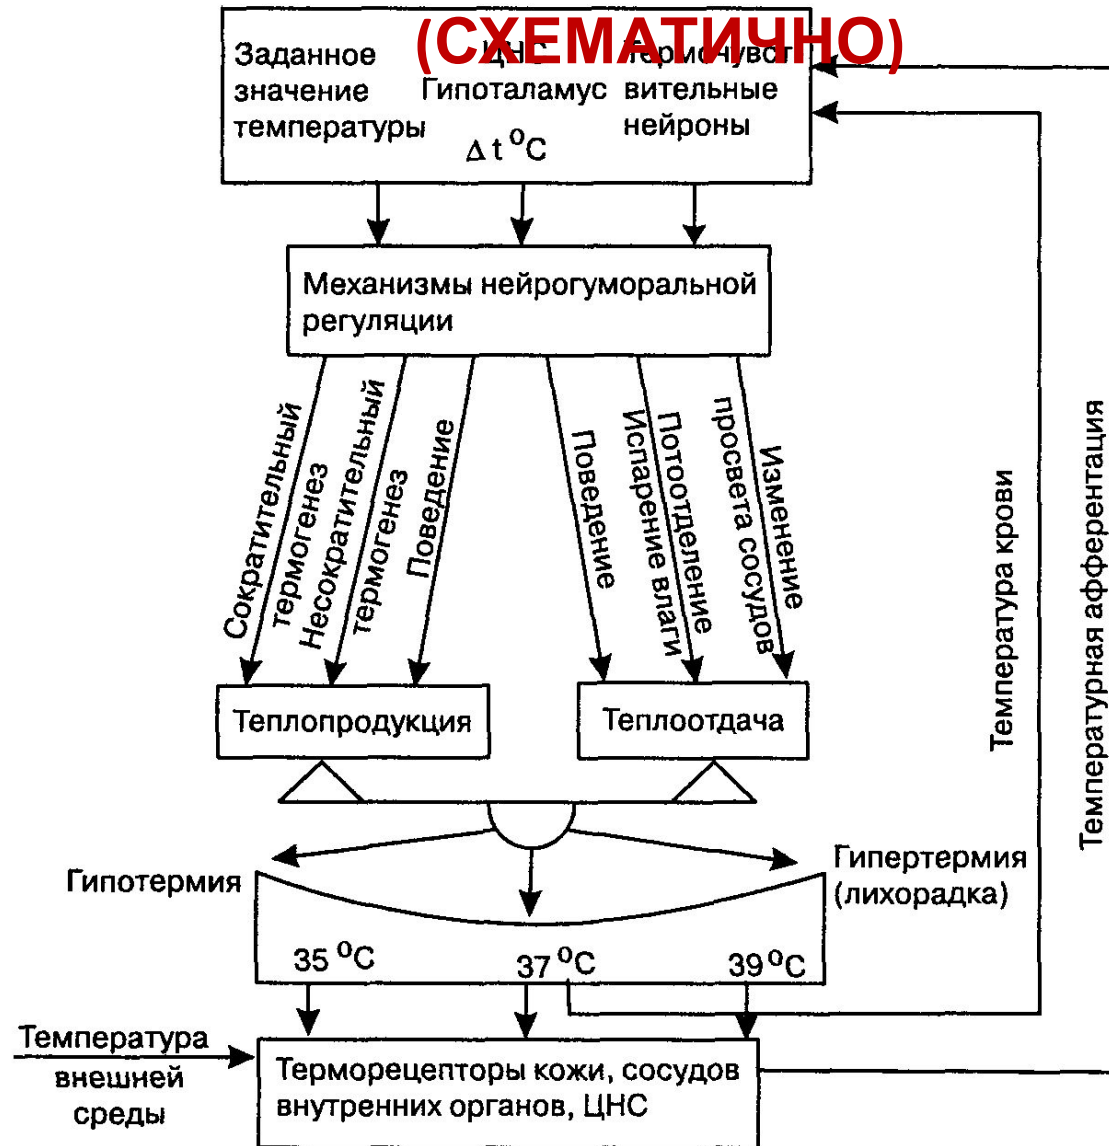 (СХЕМАТИЧНО)
Заданное
значение
температуры
ЦНС
Гипоталамус
Δ t °C
Термочувст
вительные
нейроны
Механизмы нейрогуморальной
регуляции
Сократительный
термогенез
Несократительный
термогенез
Поведение
Поведение
Потоотделение
Испарение влаги
Изменение
просвета сосудов
Теплопродукция
Теплоотдача
Температура крови
Температурная афферентация
Гипотермия
Гипертермия
(лихорадка)
35 °C
37 °C
39 °C
Температура
внешней
среды
Терморецепторы кожи, сосудов
внутренних органов, ЦНС